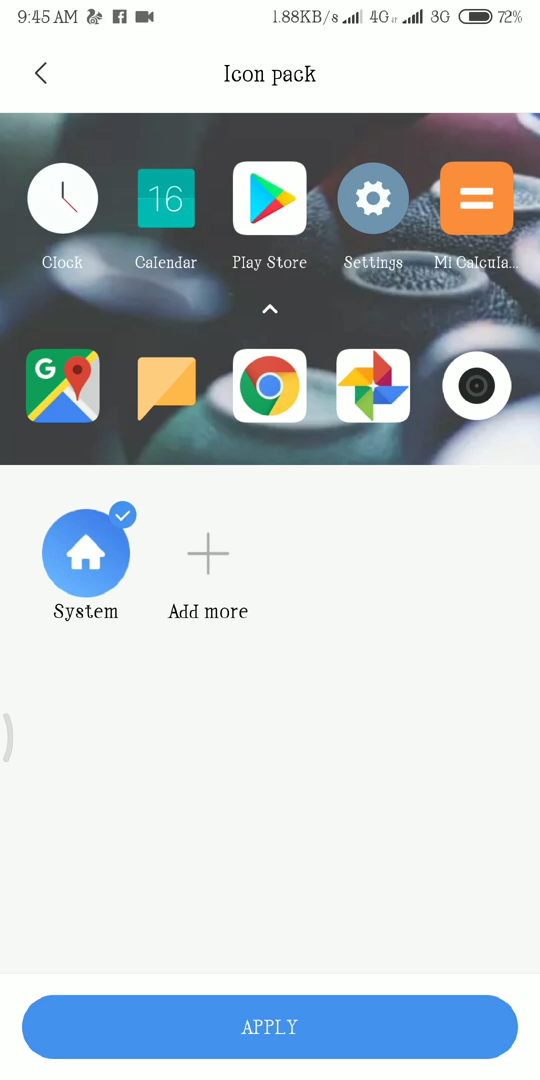 9:45 AM 1.88KB/s 4G 3G 72%
Icon pack
16
Clock Calendar Play Store Settings Mi Calcula...
G
System Add more
APPLY